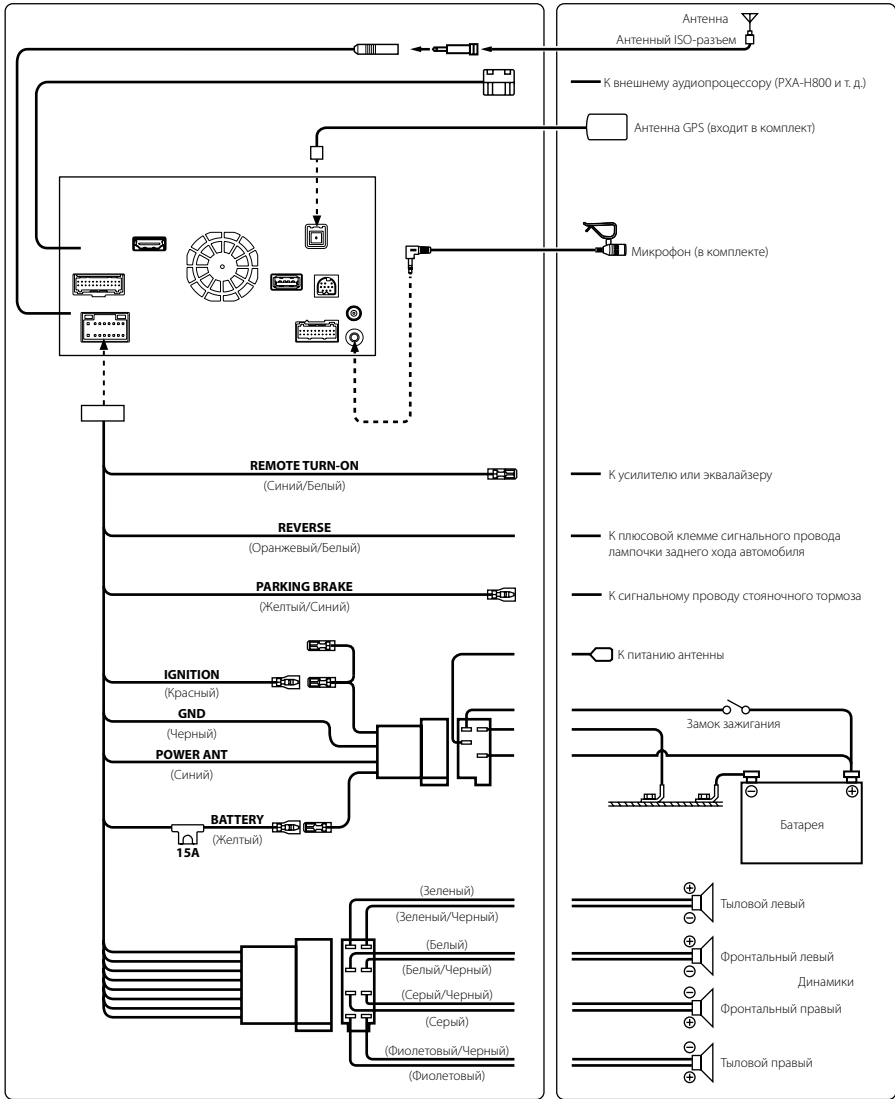 Антенна
Антенный ISO-разъем
К внешнему аудиопроцессору (PXA-H800 и т. д.)
Антенна GPS (входит в комплект)
Микрофон (в комплекте)
REMOTE TURN-ON
(Синий/Белый)
К усилителю или эквалайзеру
REVERSE
(Оранжевый/Белый)
К плюсовой клемме сигнального провода
лампочки заднего хода автомобиля
PARKING BRAKE
(Желтый/Синий)
К сигнальному проводу стояночного тормоза
К питанию антенны
IGNITION
(Красный)
GND
(Черный)
Замок зажигания
POWER ANT
(Синий)
BATTERY
(Желтый)
15A
⊖ ⊕
Батарея
(Зеленый)
(Зеленый/Черный)
⊕
⊖
Тыловой левый
(Белый)
(Белый/Черный)
⊕
⊖
Фронтальный левый
Динамики
(Серый/Черный)
(Серый)
⊖
⊕
Фронтальный правый
(Фиолетовый/Черный)
(Фиолетовый)
⊖
⊕
Тыловой правый